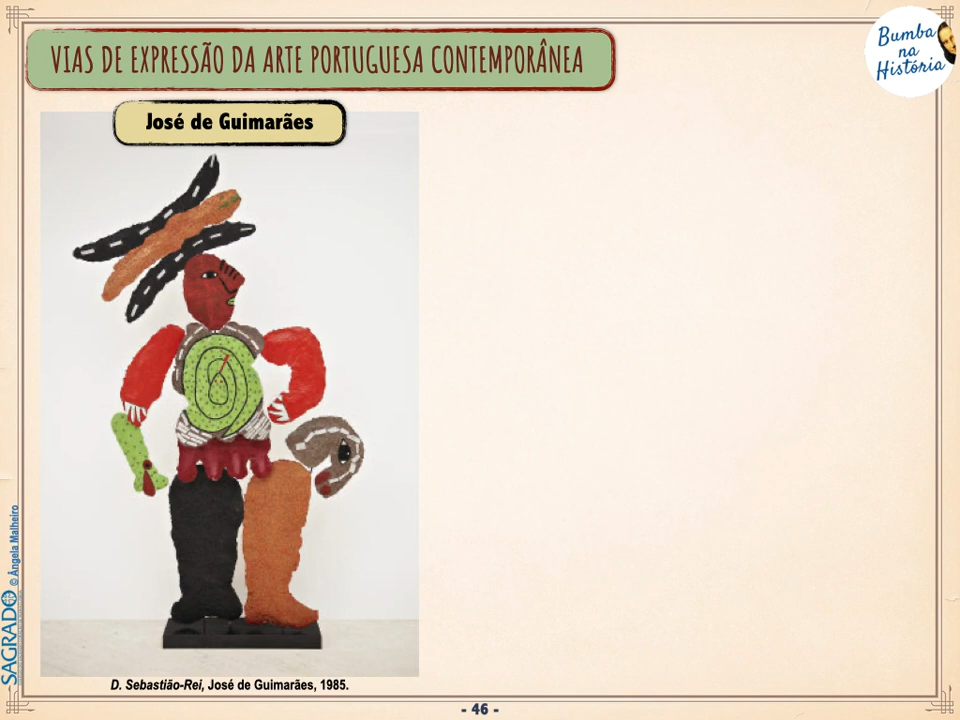 VIAS DE EXPRESSÃO DA ARTE PORTUGUESA CONTEMPORÂNEA
Bumba
na
História
José de Guimarães
© Ângela Malheiro
SAGRADO
D. Sebastião-Rei, José de Guimarães, 1985.
- 46 -